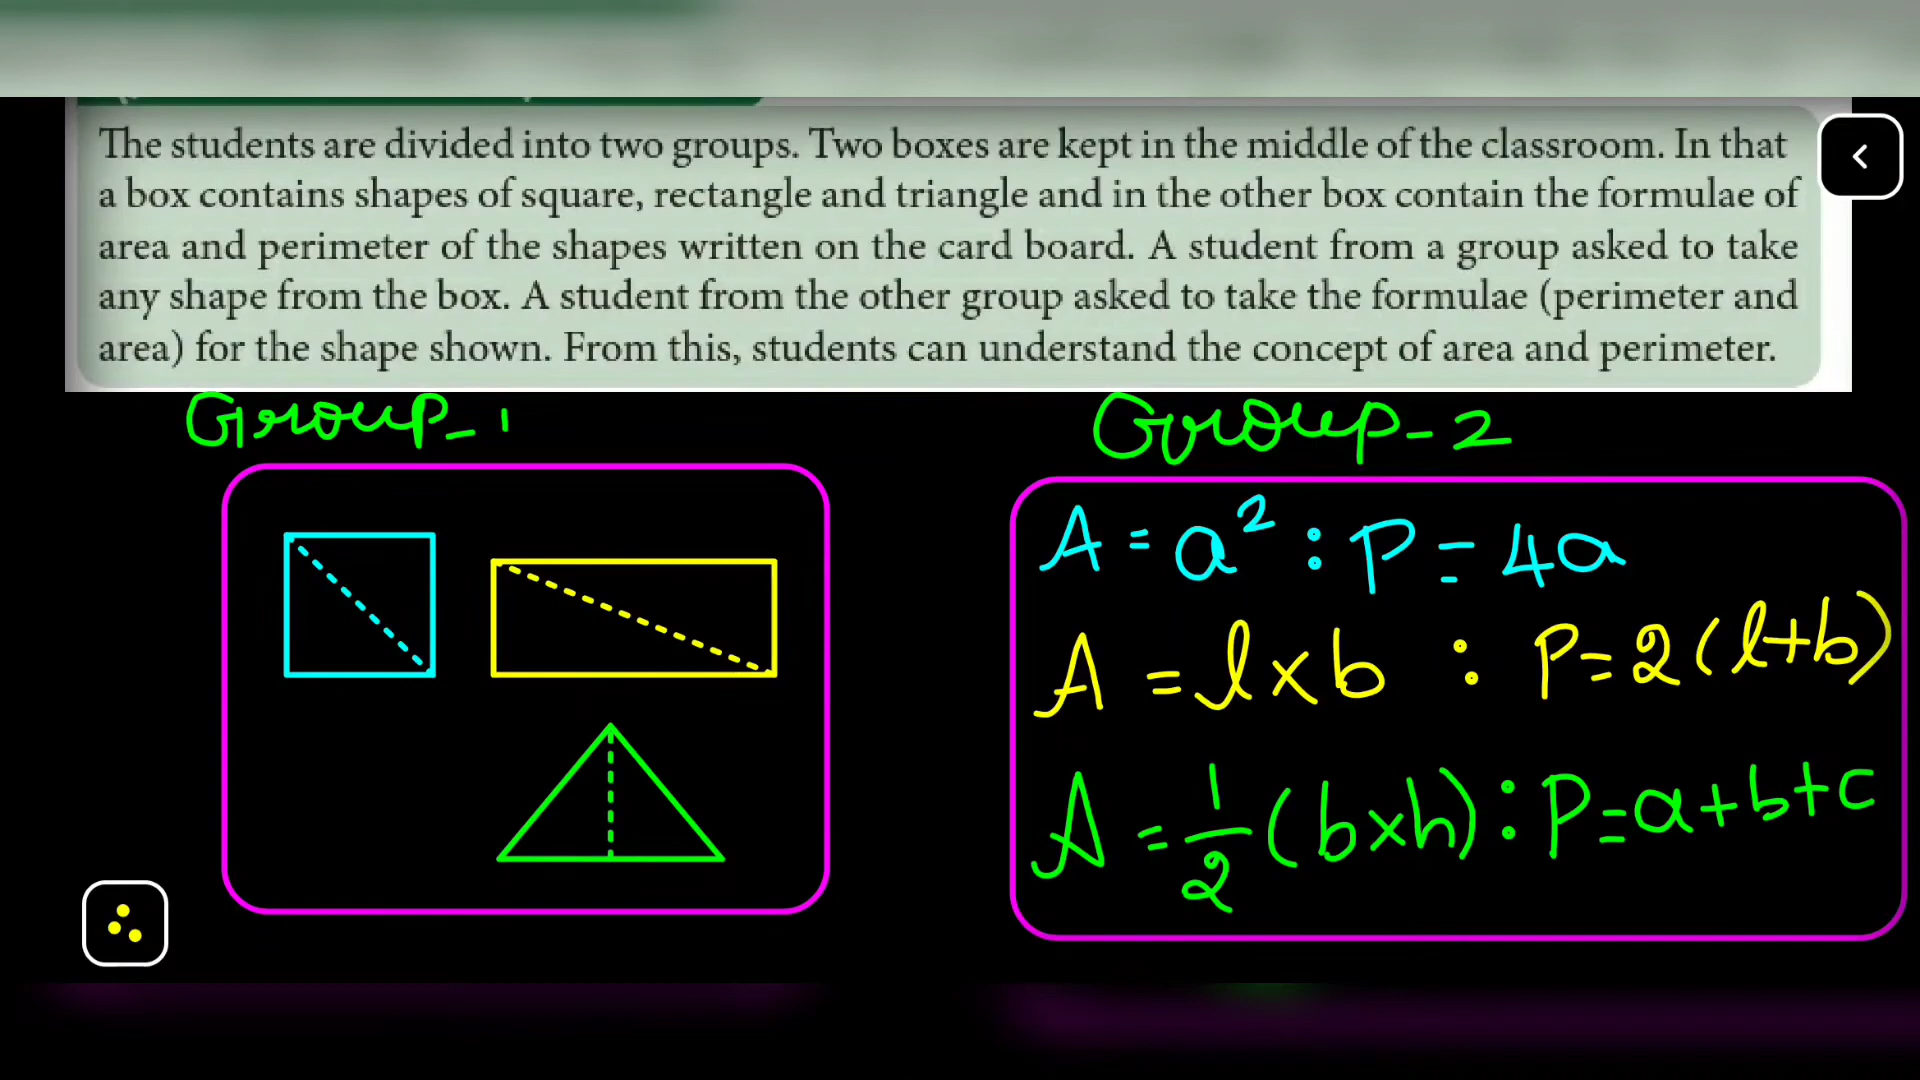 The students are divided into two groups. Two boxes are kept in the middle of the classroom. In that
a box contains shapes of square, rectangle and triangle and in the other box contain the formulae of
area and perimeter of the shapes written on the card board. A student from a group asked to take
any shape from the box. A student from the other group asked to take the formulae (perimeter and
area) for the shape shown. From this, students can understand the concept of area and perimeter.
Group-1
Group-2
A = a² : P = 4a
A = l×b : P=2(l+b)
A = 1/2 (b×h) : P=a+b+c